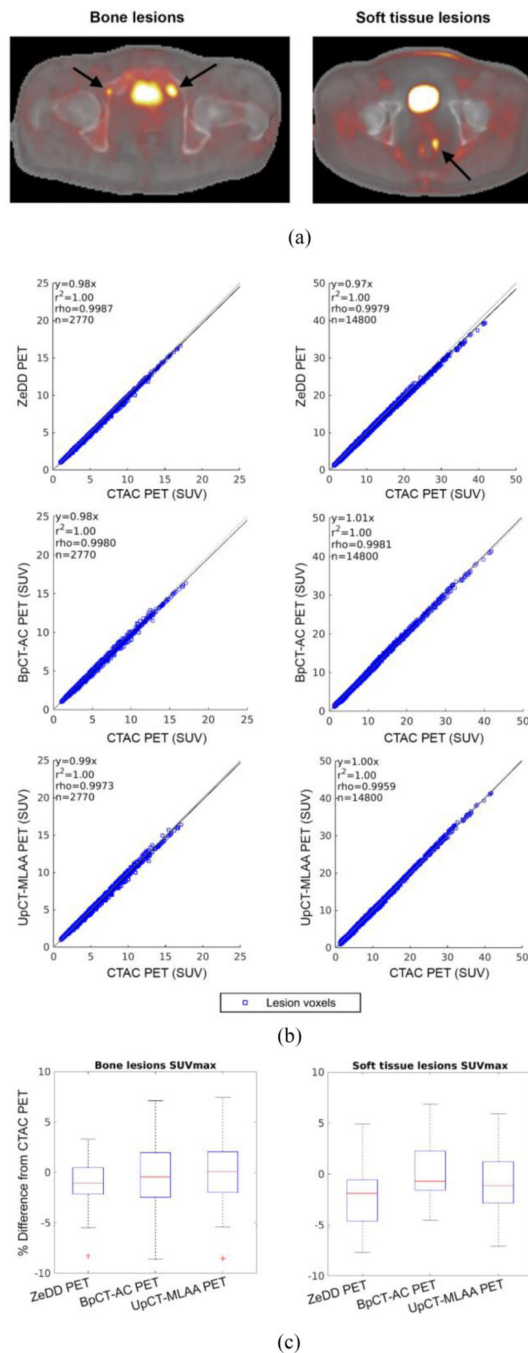 Bone lesions
Soft tissue lesions
(a)
y=0.98x
r²=1.00
rho=0.9987
n=2770
25
20
15
10
5
0
ZeDD PET
0 5 10 15 20 25
CTAC PET (SUV)
y=0.97x
r²=1.00
rho=0.9979
n=14800
50
40
30
20
10
0
ZeDD PET
0 10 20 30 40 50
CTAC PET (SUV)
y=0.98x
r²=1.00
rho=0.9980
n=2770
25
20
15
10
5
0
BpCT-AC PET (SUV)
0 5 10 15 20 25
CTAC PET (SUV)
y=1.01x
r²=1.00
rho=0.9981
n=14800
50
40
30
20
10
0
BpCT-AC PET (SUV)
0 10 20 30 40 50
CTAC PET (SUV)
y=0.99x
r²=1.00
rho=0.9973
n=2770
25
20
15
10
5
0
UpCT-MLAA PET (SUV)
0 5 10 15 20 25
CTAC PET (SUV)
y=1.00x
r²=1.00
rho=0.9959
n=14800
50
40
30
20
10
0
UpCT-MLAA PET (SUV)
0 10 20 30 40 50
CTAC PET (SUV)
Lesion voxels
(b)
Bone lesions SUVmax
10
5
0
-5
-10
% Difference from CTAC PET
ZeDD PET
BpCT-AC PET
UpCT-MLAA PET
Soft tissue lesions SUVmax
10
5
0
-5
-10
ZeDD PET
BpCT-AC PET
UpCT-MLAA PET
(c)